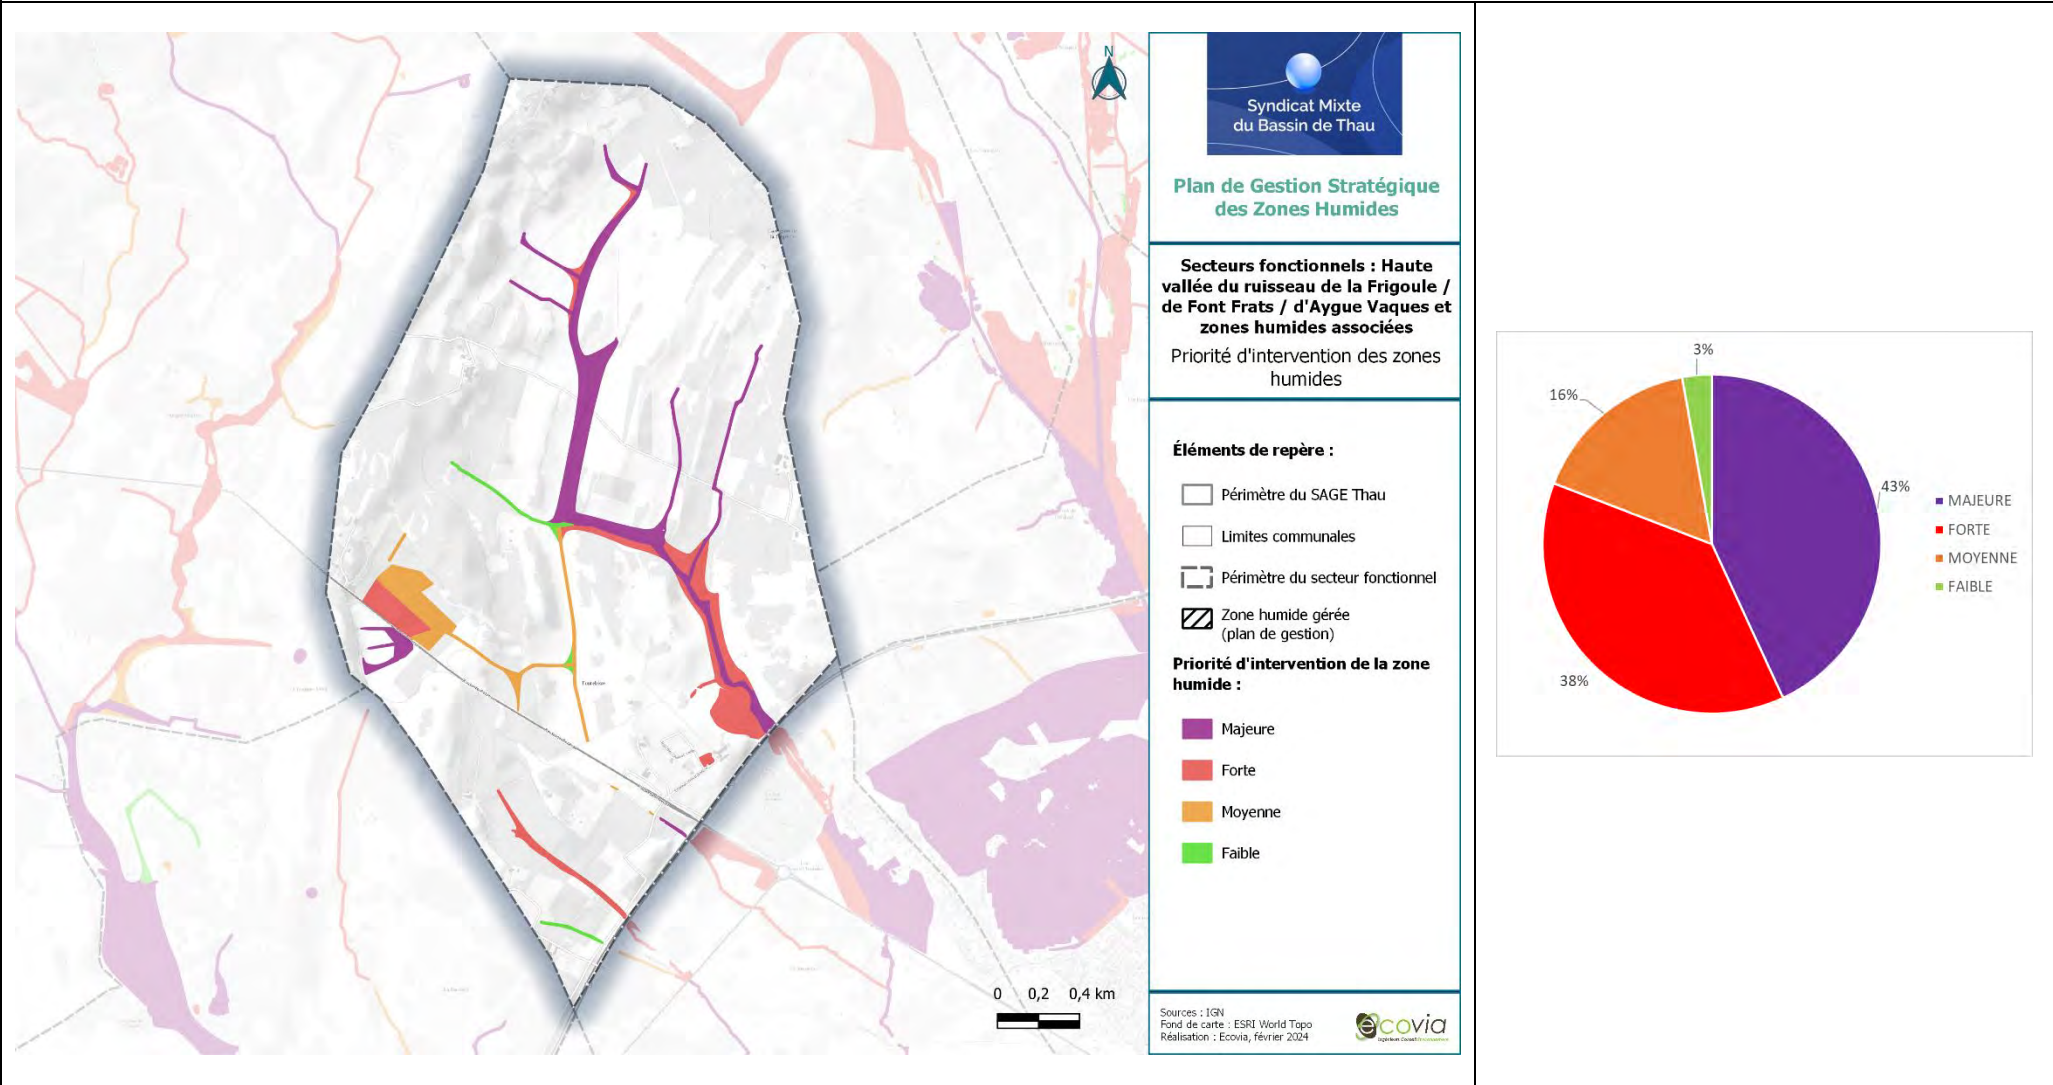 N
0 0,2 0,4 km
Syndicat Mixte
du Bassin de Thau
Plan de Gestion Stratégique
des Zones Humides
Secteurs fonctionnels : Haute
vallée du ruisseau de la Frigoule /
de Font Frats / d'Aygue Vaques et
zones humides associées
Priorité d'intervention des zones
humides
Éléments de repère :
Périmètre du SAGE Thau
Limites communales
Périmètre du secteur fonctionnel
Zone humide gérée
(plan de gestion)
Priorité d'intervention de la zone
humide :
Majeure
Forte
Moyenne
Faible
Sources : IGN
Fond de carte : ESRI World Topo
Réalisation : Ecovia, février 2024
ecovia
3%
16%
43%
38%
MAJEURE
FORTE
MOYENNE
FAIBLE